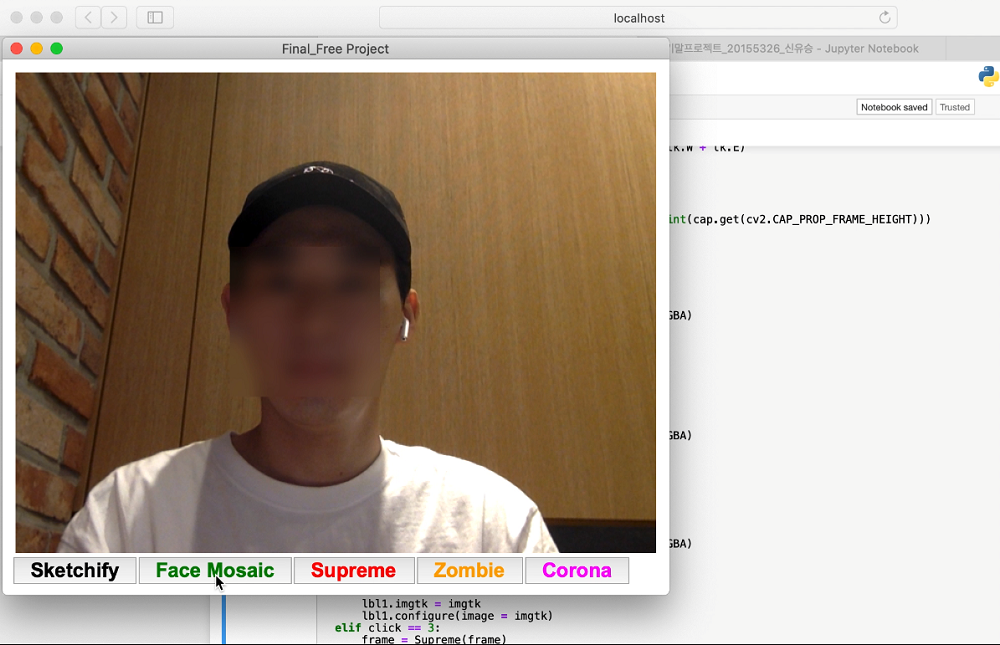 localhost
Final_Free Project
기말프로젝트_20155326_신유승 - Jupyter Notebook
Notebook saved
Trusted
+ tk.E)
int(cap.get(cv2.CAP_PROP_FRAME_HEIGHT)))
GBA)
GBA)
GBA)
Sketchify
Face Mosaic
Supreme
Zombie
Corona
lbl1.imgtk = imgtk
lbl1.configure(image = imgtk)
elif click == 3:
frame = Supreme(frame)